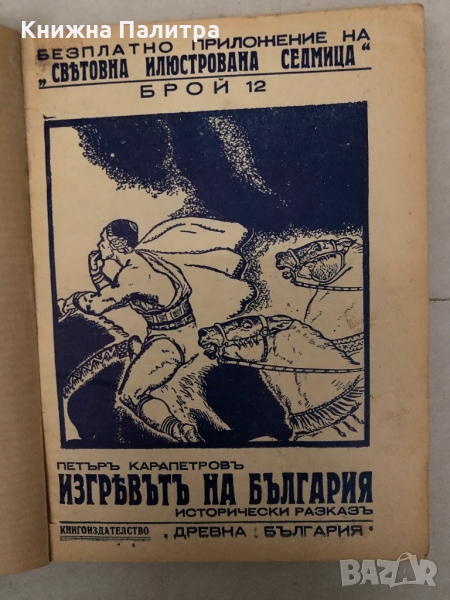 Книжна Палитра
БЕЗПЛАТНО ПРИЛОЖЕНИЕ НА
„СВѢТОВНА ИЛЮСТРОВАНА СЕДМИЦА“
БРОЙ 12
ПЕТЪРЪ КАРАПЕТРОВЪ
ИЗГРѢВЪТЪ НА БЪЛГАРИЯ
ИСТОРИЧЕСКИ РАЗКАЗЪ
КНИГОИЗДАТЕЛСТВО „ДРЕВНА БЪЛГАРИЯ“
BAZAR